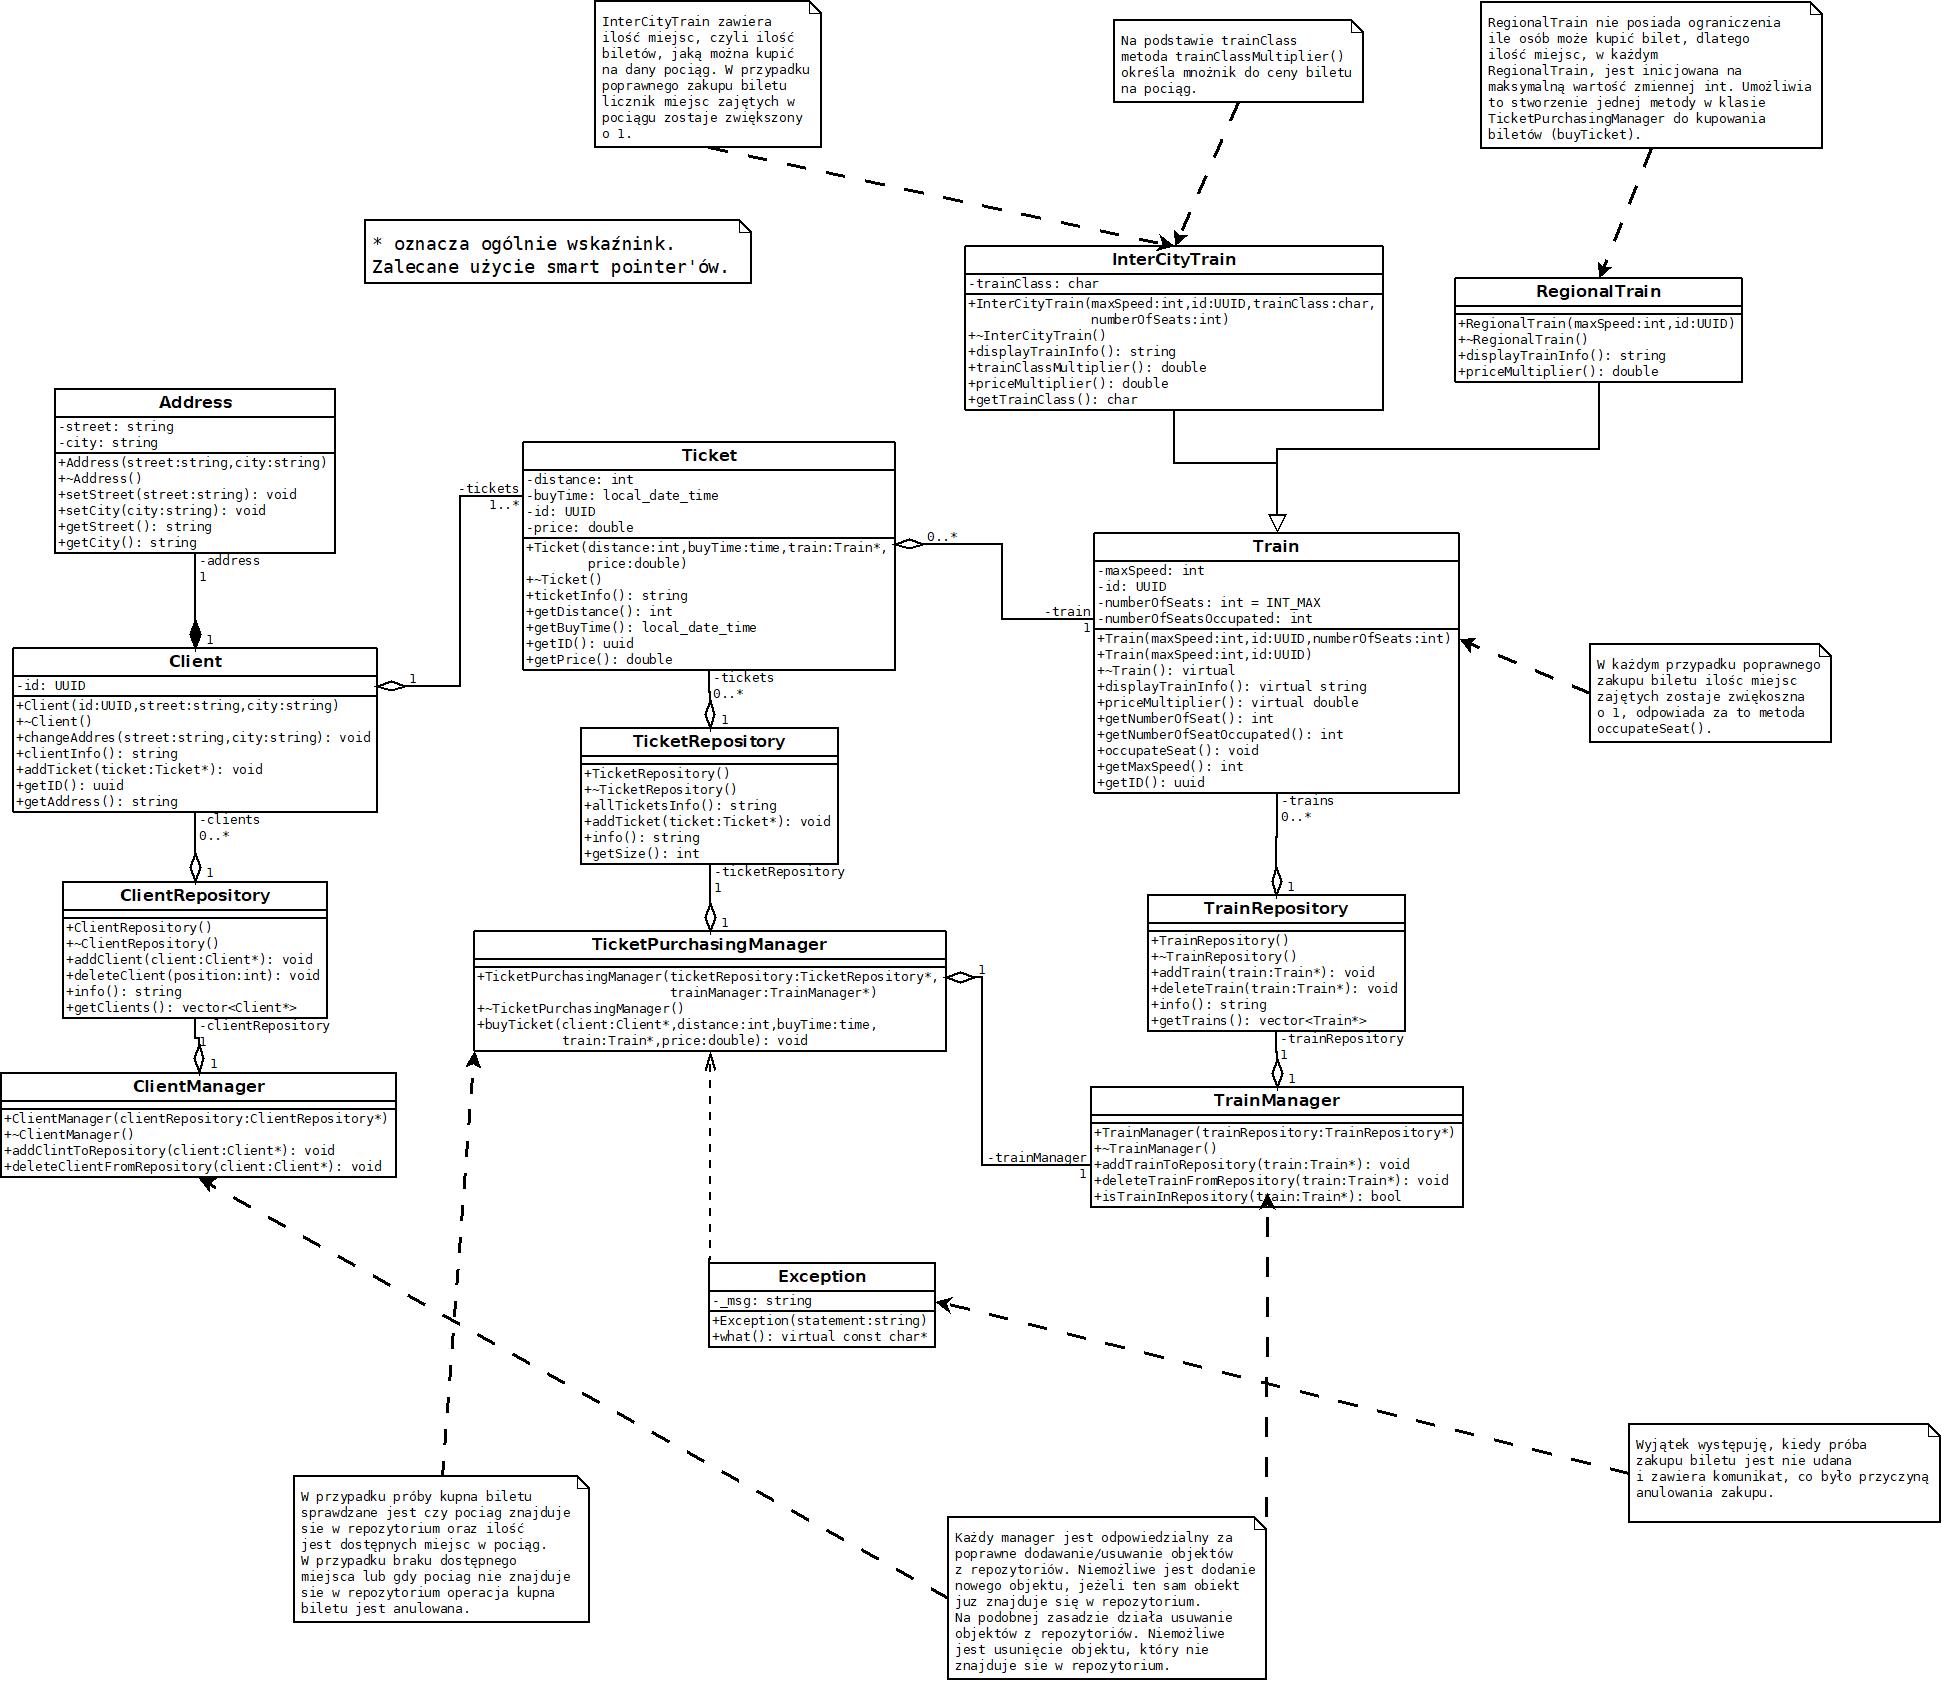 InterCityTrain zawiera
ilość miejsc, czyli ilość
biletów, jaką można kupić
na dany pociąg. W przypadku
poprawnego zakupu biletu
licznik miejsc zajętych w
pociągu zostaje zwiększony
o 1.
Na podstawie trainClass
metoda trainClassMultiplier()
określa mnożnik do ceny biletu
na pociąg.
RegionalTrain nie posiada ograniczenia
ile osób może kupić bilet, dlatego
ilość miejsc, w każdym
RegionalTrain, jest inicjowana na
maksymalną wartość zmiennej int. Umożliwia
to stworzenie jednej metody w klasie
TicketPurchasingManager do kupowania
biletów (buyTicket).
* oznacza ogólnie wskaźnink.
Zalecane użycie smart pointer'ów.
InterCityTrain
-trainClass: char
+InterCityTrain(maxSpeed:int,id:UUID,trainClass:char,
numberOfSeats:int)
+~InterCityTrain()
+displayTrainInfo(): string
+trainClassMultiplier(): double
+priceMultiplier(): double
+getTrainClass(): char
RegionalTrain
+RegionalTrain(maxSpeed:int,id:UUID)
+~RegionalTrain()
+displayTrainInfo(): string
+priceMultiplier(): double
Address
-street: string
-city: string
+Address(street:string,city:string)
+~Address()
+setStreet(street:string): void
+setCity(city:string): void
+getStreet(): string
+getCity(): string
-address
1
1
Ticket
-distance: int
-buyTime: local_date_time
-id: UUID
-price: double
+Ticket(distance:int,buyTime:time,train:Train*,
price:double)
+~Ticket()
+ticketInfo(): string
+getDistance(): int
+getBuyTime(): local_date_time
+getID(): uuid
+getPrice(): double
-tickets
1..*
1
0..*
-train
1
Train
-maxSpeed: int
-id: UUID
-numberOfSeats: int = INT_MAX
-numberOfSeatsOccupied: int
+Train(maxSpeed:int,id:UUID,numberOfSeats:int)
+Train(maxSpeed:int,id:UUID)
+~Train(): virtual
+displayTrainInfo(): virtual string
+priceMultiplier(): virtual double
+getNumberOfSeat(): int
+getNumberOfSeatOccupied(): int
+occupateSeat(): void
+getMaxSpeed(): int
+getID(): uuid
W każdym przypadku poprawnego
zakupu biletu ilośc miejsc
zajętych zostaje zwiękoszna
o 1, odpowiada za to metoda
occupateSeat().
Client
-id: UUID
+Client(id:UUID,street:string,city:string)
+~Client()
+changeAddres(street:string,city:string): void
+clientInfo(): string
+addTicket(ticket:Ticket*): void
+getID(): uuid
+getAddress(): string
-clients
0..*
1
-tickets
0..*
1
TicketRepository
+TicketRepository()
+~TicketRepository()
+allTicketsInfo(): string
+addTicket(ticket:Ticket*): void
+info(): string
+getSize(): int
-ticketRepository
1
1
-trains
0..*
1
ClientRepository
+ClientRepository()
+~ClientRepository()
+addClient(client:Client*): void
+deleteClient(position:int): void
+info(): string
+getClients(): vector<Client*>
-clientRepository
1
1
TrainRepository
+TrainRepository()
+~TrainRepository()
+addTrain(train:Train*): void
+deleteTrain(train:Train*): void
+info(): string
+getTrains(): vector<Train*>
-trainRepository
1
1
TicketPurchasingManager
+TicketPurchasingManager(ticketRepository:TicketRepository*,
trainManager:TrainManager*)
+~TicketPurchasingManager()
+buyTicket(client:Client*,distance:int,buyTime:time,
train:Train*,price:double): void
1
-trainManager
1
ClientManager
+ClientManager(clientRepository:ClientRepository*)
+~ClientManager()
+addClintToRepository(client:Client*): void
+deleteClientFromRepository(client:Client*): void
TrainManager
+TrainManager(trainRepository:TrainRepository*)
+~TrainManager()
+addTrainToRepository(train:Train*): void
+deleteTrainFromRepository(train:Train*): void
+isTrainInRepository(train:Train*): bool
Exception
-_msg: string
+Exception(statement:string)
+what(): virtual const char*
Wyjątek występuję, kiedy próba
zakupu biletu jest nie udana
i zawiera komunikat, co było przyczyną
anulowania zakupu.
W przypadku próby kupna biletu
sprawdzane jest czy pociag znajduje
sie w repozytorium oraz ilość
jest dostępnych miejsc w pociąg.
W przypadku braku dostępnego
miejsca lub gdy pociag nie znajduje
sie w repozytorium operacja kupna
biletu jest anulowana.
Każdy manager jest odpowiedzialny za
poprawne dodawanie/usuwanie objektów
z repozytoriów. Niemożliwe jest dodanie
nowego objektu, jeżeli ten sam obiekt
juz znajduje się w repozytorium.
Na podobnej zasadzie działa usuwanie
objektów z repozytoriów. Niemożliwe
jest usunięcie objektu, który nie
znajduje sie w repozytorium.